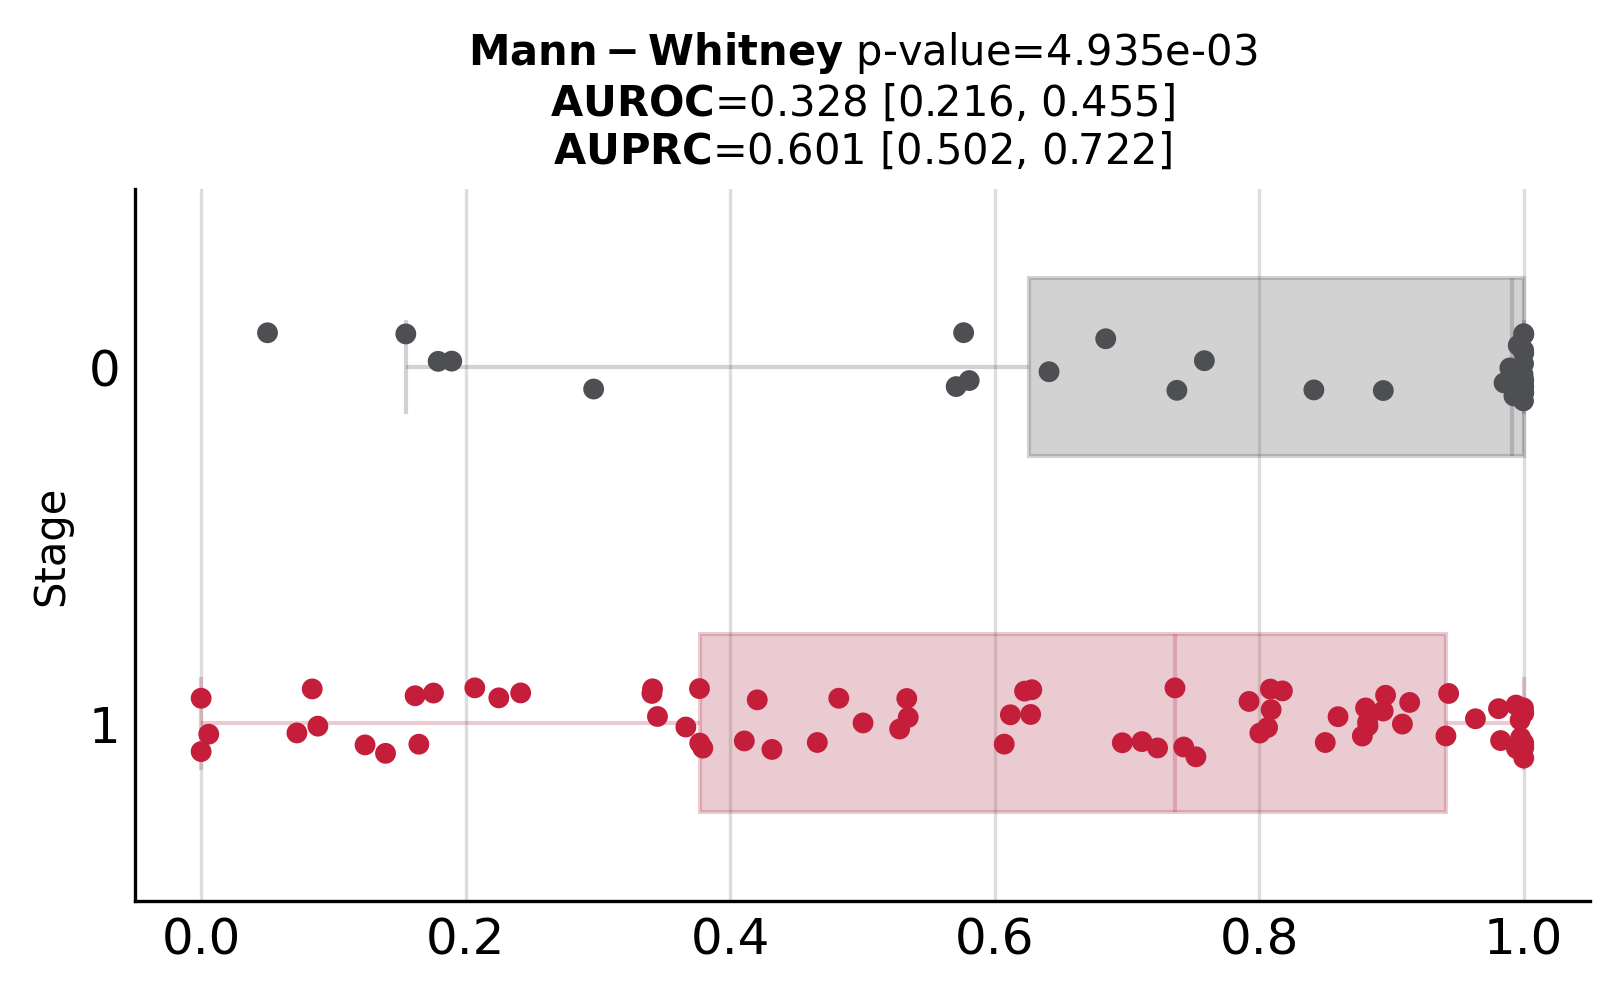 Mann−Whitney p-value=4.935e-03
AUROC=0.328 [0.216, 0.455]
AUPRC=0.601 [0.502, 0.722]
0
Stage
1
0.0 0.2 0.4 0.6 0.8 1.0